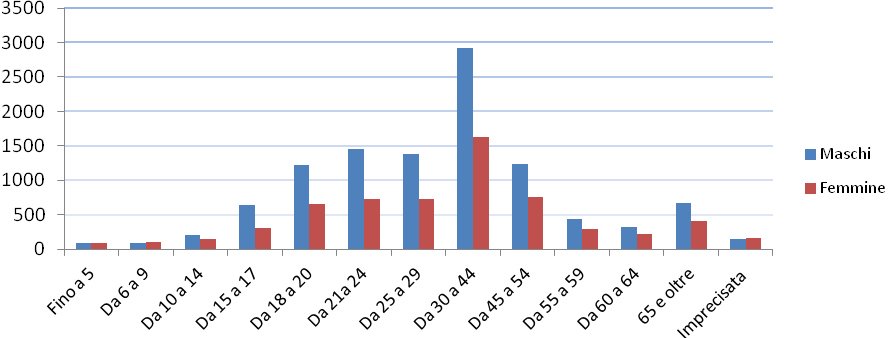 3500
3000
2500
2000
1500
1000
500
0
Fino a 5
Da 6 a 9
Da 10 a 14
Da 15 a 17
Da 18 a 20
Da 21a 24
Da 25 a 29
Da 30 a 44
Da 45 a 54
Da 55 a 59
Da 60 a 64
65 e oltre
Imprecisata
Maschi
Femmine